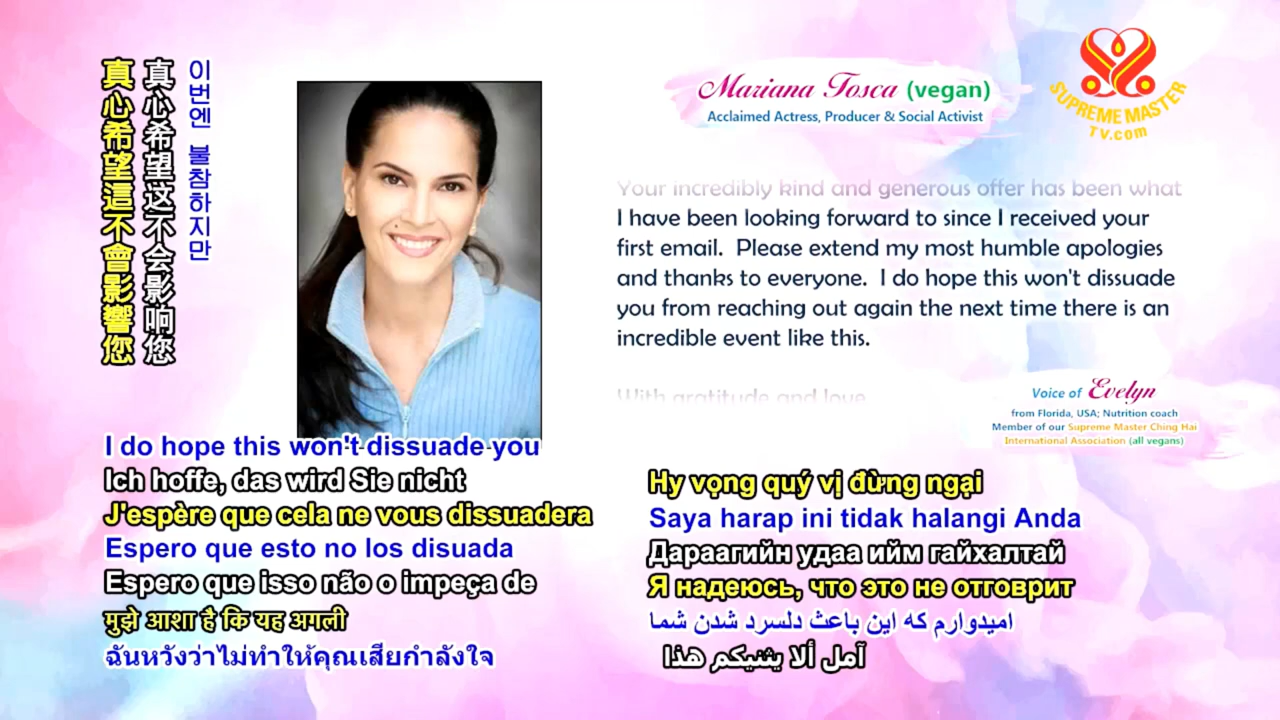 真心希望這不會影響您
真心希望这不会影响您
이번엔 불참하지만
Mariana Tosca (vegan)
Acclaimed Actress, Producer & Social Activist
SUPREME MASTER
TV.com
Your incredibly kind and generous offer has been what
I have been looking forward to since I received your
first email.  Please extend my most humble apologies
and thanks to everyone.  I do hope this won't dissuade
you from reaching out again the next time there is an
incredible event like this.
With gratitude and love
Voice of Evelyn
from Florida, USA; Nutrition coach
Member of our Supreme Master Ching Hai
International Association (all vegans)
I do hope this won't dissuade you
Ich hoffe, das wird Sie nicht
J'espère que cela ne vous dissuadera
Espero que esto no los disuada
Espero que isso não o impeça de
मुझे आशा है कि यह अगली
ฉันหวังว่าไม่ทำให้คุณเสียกำลังใจ
Hy vọng quý vị đừng ngại
Saya harap ini tidak halangi Anda
Дараагийн удаа ийм гайхалтай
Я надеюсь, что это не отговрит
امیدوارم که این باعث دلسرد شدن شما
آمل ألا يثنيكم هذا